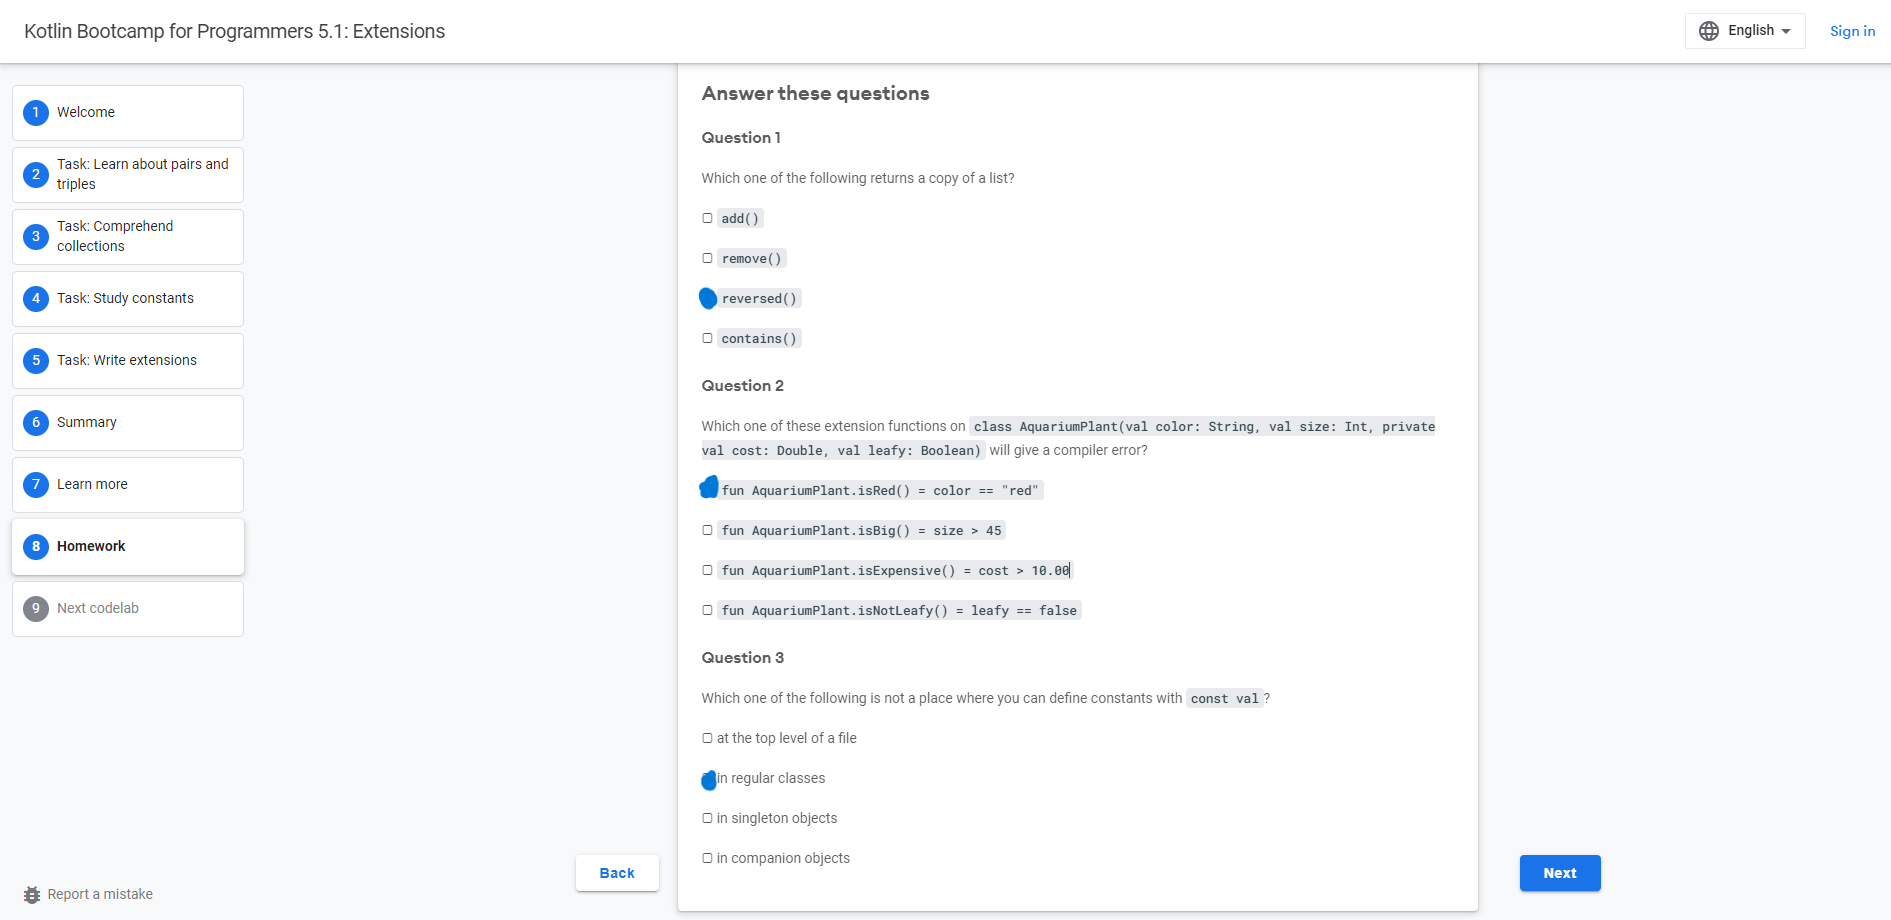 Kotlin Bootcamp for Programmers 5.1: Extensions
English
Sign in
1 Welcome
2 Task: Learn about pairs and
triples
3 Task: Comprehend
collections
4 Task: Study constants
5 Task: Write extensions
6 Summary
7 Learn more
8 Homework
9 Next codelab
Report a mistake
Answer these questions
Question 1
Which one of the following returns a copy of a list?
add()
remove()
reversed()
contains()
Question 2
Which one of these extension functions on class AquariumPlant(val color: String, val size: Int, private
val cost: Double, val leafy: Boolean) will give a compiler error?
fun AquariumPlant.isRed() = color == "red"
fun AquariumPlant.isBig() = size > 45
fun AquariumPlant.isExpensive() = cost > 10.00
fun AquariumPlant.isNotLeafy() = leafy == false
Question 3
Which one of the following is not a place where you can define constants with const val?
at the top level of a file
in regular classes
in singleton objects
in companion objects
Back
Next